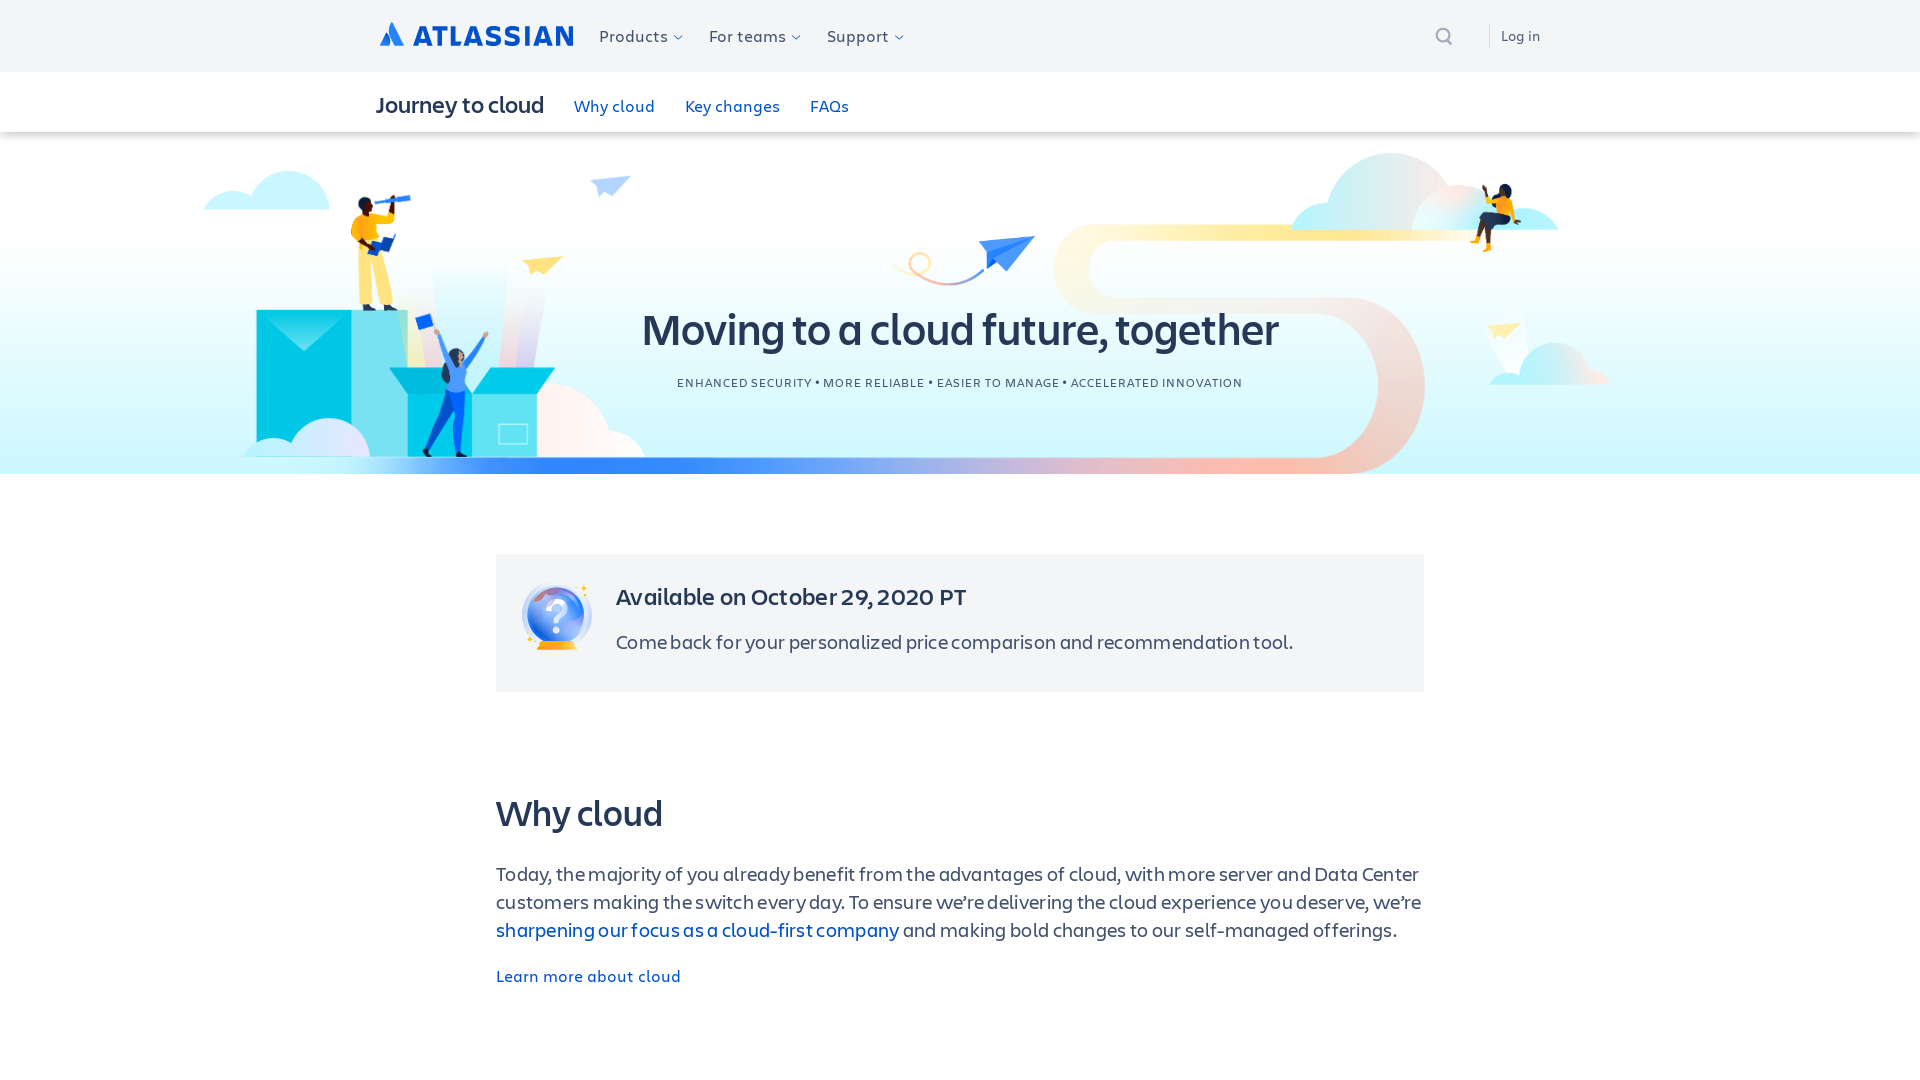 ATLASSIAN Products For teams Support Log in
Journey to cloud Why cloud Key changes FAQs
Moving to a cloud future, together
ENHANCED SECURITY • MORE RELIABLE • EASIER TO MANAGE • ACCELERATED INNOVATION
?
Available on October 29, 2020 PT
Come back for your personalized price comparison and recommendation tool.
Why cloud
Today, the majority of you already benefit from the advantages of cloud, with more server and Data Center
customers making the switch every day. To ensure we’re delivering the cloud experience you deserve, we’re
sharpening our focus as a cloud-first company and making bold changes to our self-managed offerings.
Learn more about cloud